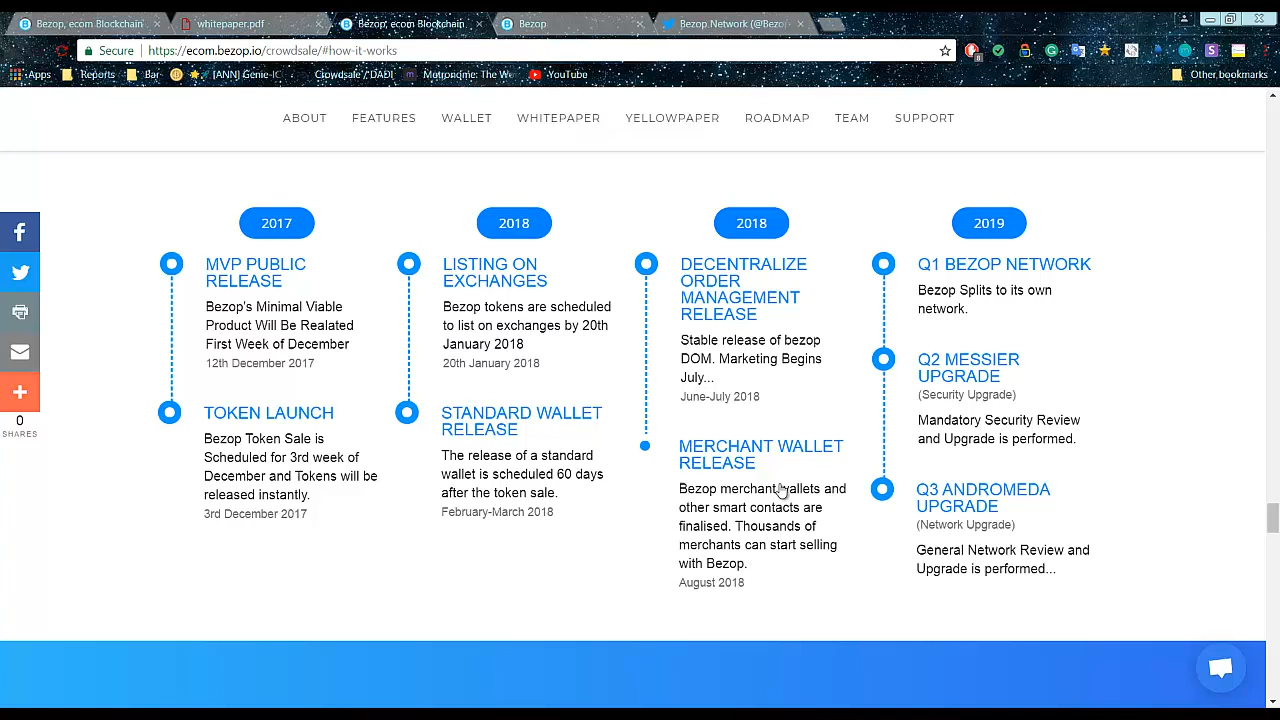 Bezop, ecom Blockchain
whitepaper.pdf
Bezop, ecom Blockchain
Bezop
Bezop.Network (@Bezo
Secure
https://ecom.bezop.io/crowdsale/#how-it-works
Apps
Reports
Bar
[ANN] Genie-IC
Crowdsale / DADI
Metronome: The W
YouTube
Other bookmarks
ABOUT
FEATURES
WALLET
WHITEPAPER
YELLOWPAPER
ROADMAP
TEAM
SUPPORT
0
SHARES
2017
MVP PUBLIC
RELEASE
Bezop's Minimal Viable
Product Will Be Realated
First Week of December
12th December 2017
TOKEN LAUNCH
Bezop Token Sale is
Scheduled for 3rd week of
December and Tokens will be
released instantly.
3rd December 2017
2018
LISTING ON
EXCHANGES
Bezop tokens are scheduled
to list on exchanges by 20th
January 2018
20th January 2018
STANDARD WALLET
RELEASE
The release of a standard
wallet is scheduled 60 days
after the token sale.
February-March 2018
2018
DECENTRALIZE
ORDER
MANAGEMENT
RELEASE
Stable release of bezop
DOM. Marketing Begins
July...
June-July 2018
MERCHANT WALLET
RELEASE
Bezop merchant wallets and
other smart contacts are
finalised. Thousands of
merchants can start selling
with Bezop.
August 2018
2019
Q1 BEZOP NETWORK
Bezop Splits to its own
network.
Q2 MESSIER
UPGRADE
(Security Upgrade)
Mandatory Security Review
and Upgrade is performed.
Q3 ANDROMEDA
UPGRADE
(Network Upgrade)
General Network Review and
Upgrade is performed...